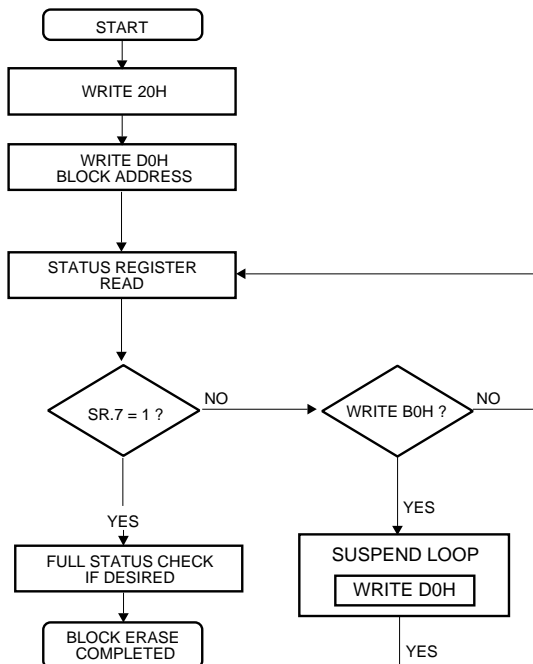 START
WRITE 20H
WRITE D0H
BLOCK ADDRESS
STATUS REGISTER
READ
SR.7 = 1 ?
NO
WRITE B0H ?
NO
YES
YES
FULL STATUS CHECK
IF DESIRED
SUSPEND LOOP
WRITE D0H
BLOCK ERASE
COMPLETED
YES